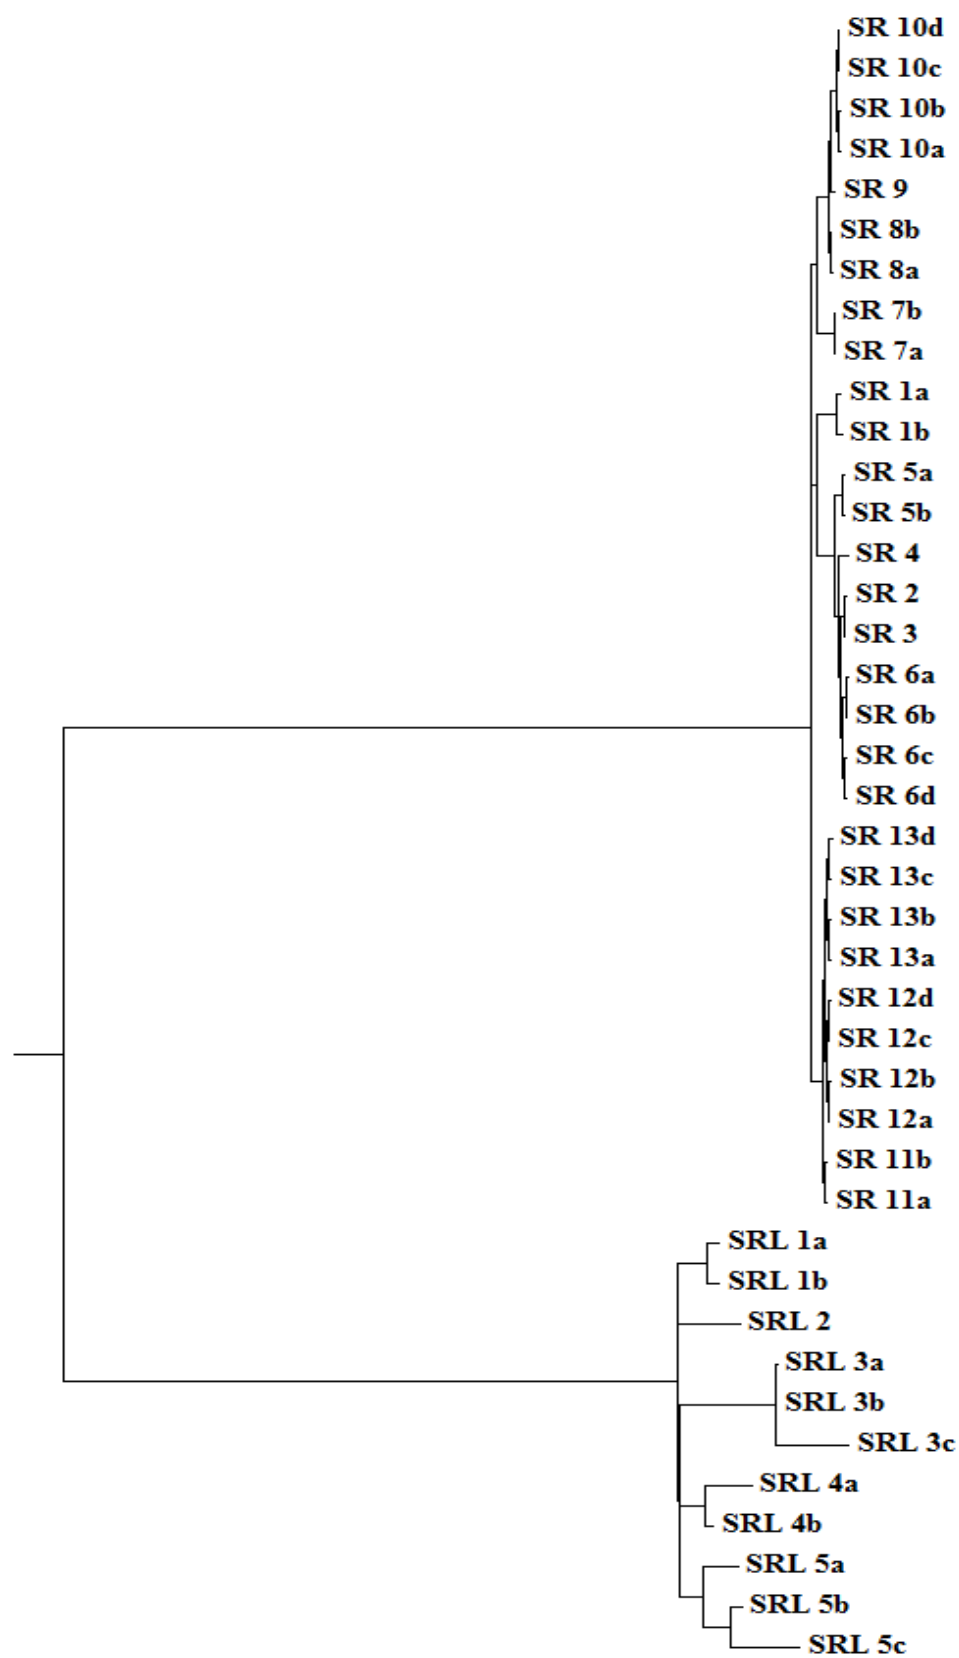 SR 10d
SR 10c
SR 10b
SR 10a
SR 9
SR 8b
SR 8a
SR 7b
SR 7a
SR 1a
SR 1b
SR 5a
SR 5b
SR 4
SR 2
SR 3
SR 6a
SR 6b
SR 6c
SR 6d
SR 13d
SR 13c
SR 13b
SR 13a
SR 12d
SR 12c
SR 12b
SR 12a
SR 11b
SR 11a
SRL 1a
SRL 1b
SRL 2
SRL 3a
SRL 3b
SRL 3c
SRL 4a
SRL 4b
SRL 5a
SRL 5b
SRL 5c